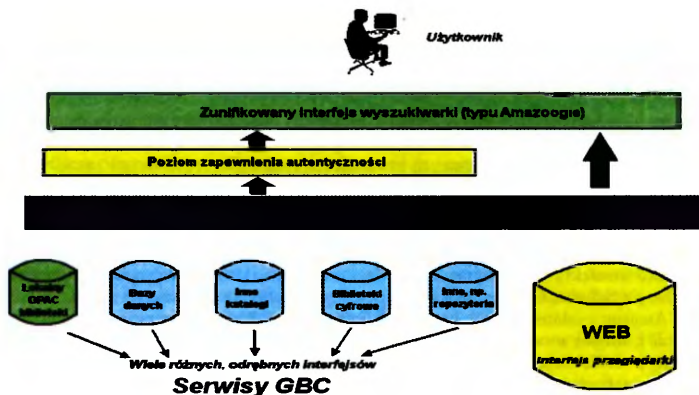 Użytkownik
Zunifikowany interfejs wyszukiwarki (typu Amazoogle)
Poziom zapewnienia autentyczności
Lokalny
OPAC
biblioteki
Bazy
danych
Inne
katalogi
Biblioteki
cyfrowe
Inne, np.
repozytoria
WEB
Interfejs przeglądarki
Wiele różnych, odrębnych interfejsów
Serwisy GBC